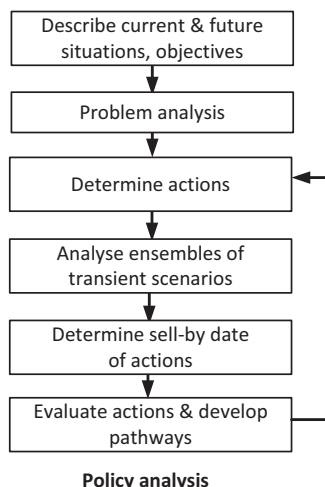 Describe current & future
situations, objectives
Problem analysis
Determine actions
Analyse ensembles of
transient scenarios
Determine sell-by date
of actions
Evaluate actions & develop
pathways
Policy analysis